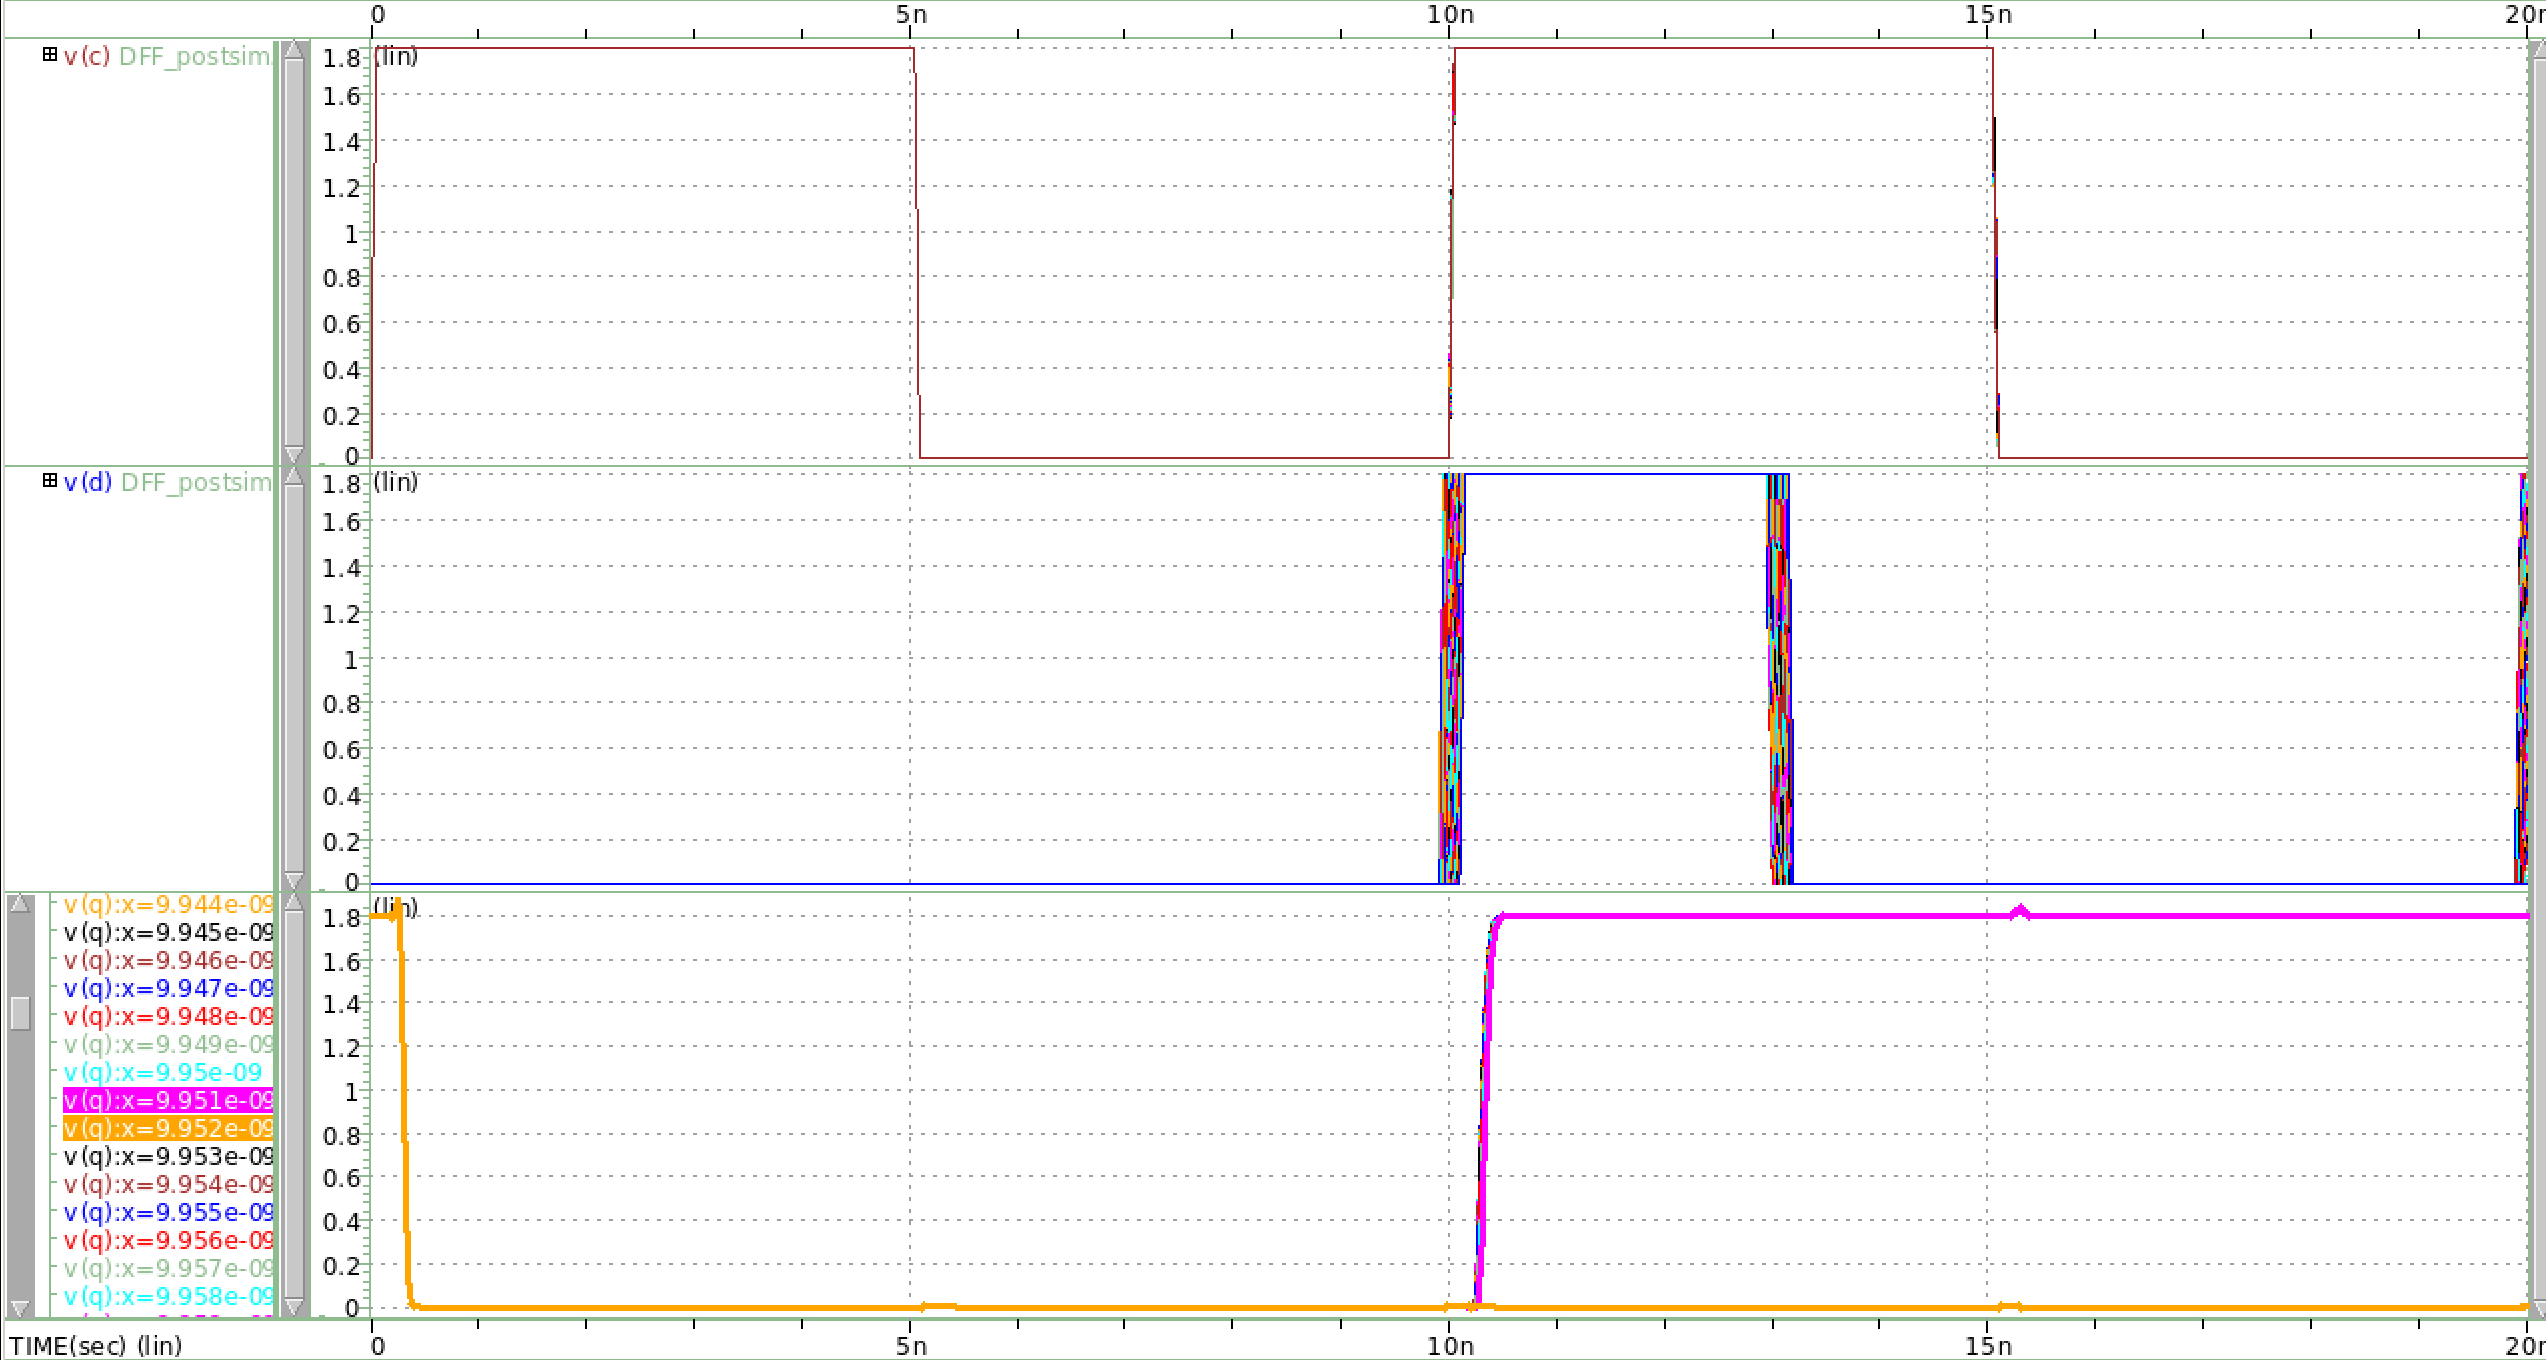 0 5n 10n 15n 20n
v(c) DFF_postsim.
(lin)
1.8
1.6
1.4
1.2
1
0.8
0.6
0.4
0.2
0
v(d) DFF_postsim
(lin)
1.8
1.6
1.4
1.2
1
0.8
0.6
0.4
0.2
0
v(q):x=9.944e-09
v(q):x=9.945e-09
v(q):x=9.946e-09
v(q):x=9.947e-09
v(q):x=9.948e-09
v(q):x=9.949e-09
v(q):x=9.95e-09
v(q):x=9.951e-09
v(q):x=9.952e-09
v(q):x=9.953e-09
v(q):x=9.954e-09
v(q):x=9.955e-09
v(q):x=9.956e-09
v(q):x=9.957e-09
v(q):x=9.958e-09
(lin)
1.8
1.6
1.4
1.2
1
0.8
0.6
0.4
0.2
0
TIME(sec) (lin) 0 5n 10n 15n 20n